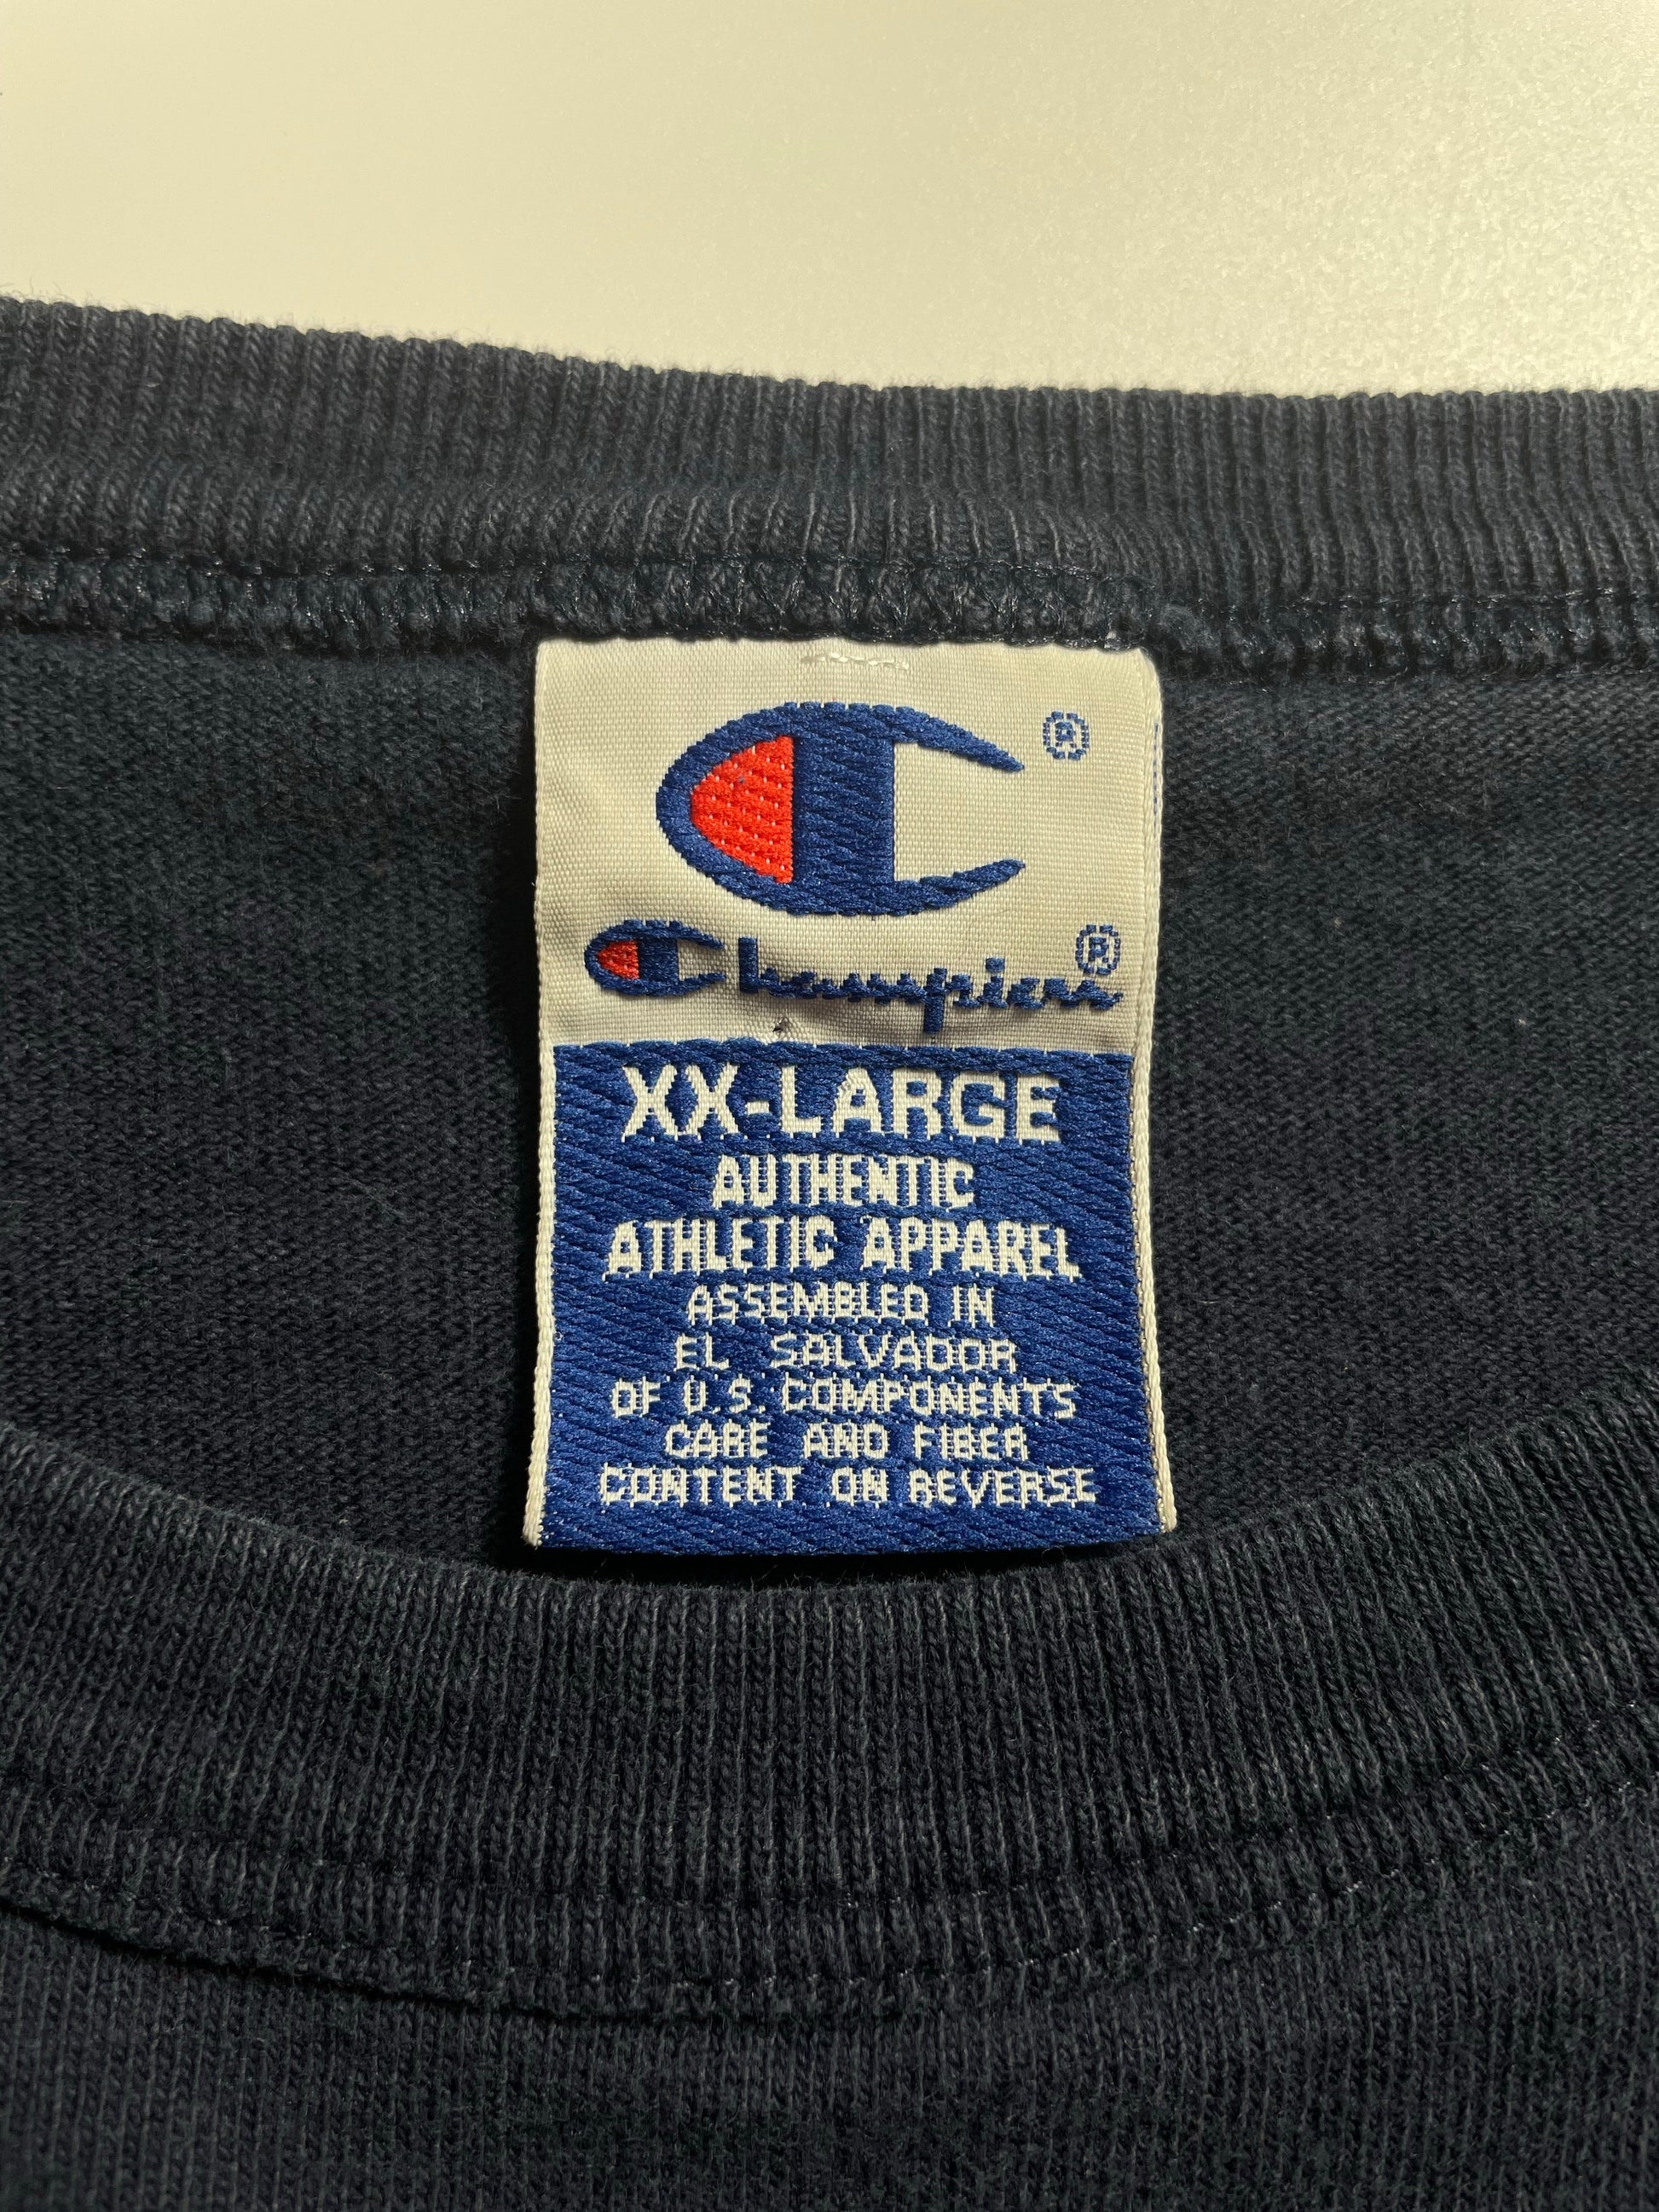 ®
Champion®
XX-LARGE
AUTHENTIC
ATHLETIC APPAREL
ASSEMBLED IN
EL SALVADOR
OF U.S. COMPONENTS
CARE AND FIBER
CONTENT ON REVERSE